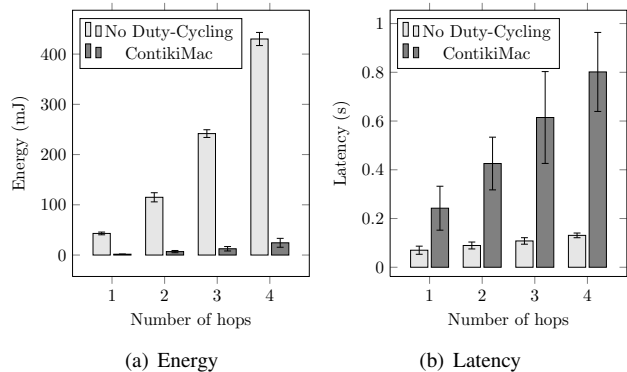 No Duty-Cycling
ContikiMac
400
300
200
100
0
Energy (mJ)
1 2 3 4
Number of hops
(a) Energy
No Duty-Cycling
ContikiMac
1
0.8
0.6
0.4
0.2
0
Latency (s)
1 2 3 4
Number of hops
(b) Latency